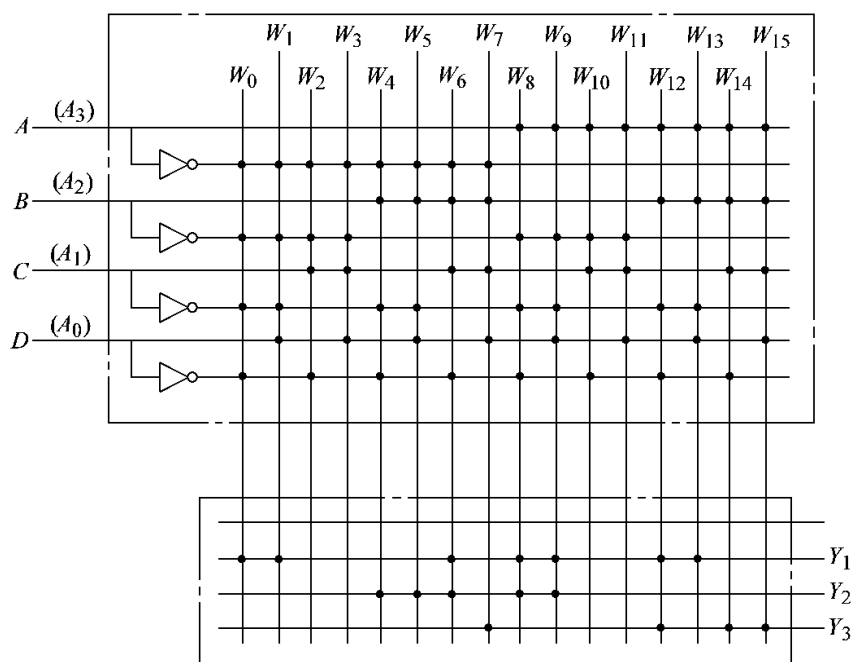 W₁ W₃ W₅ W₇ W₉ W₁₁ W₁₃ W₁₅
W₀ W₂ W₄ W₆ W₈ W₁₀ W₁₂ W₁₄
A (A₃)
B (A₂)
C (A₁)
D (A₀)
Y₁
Y₂
Y₃